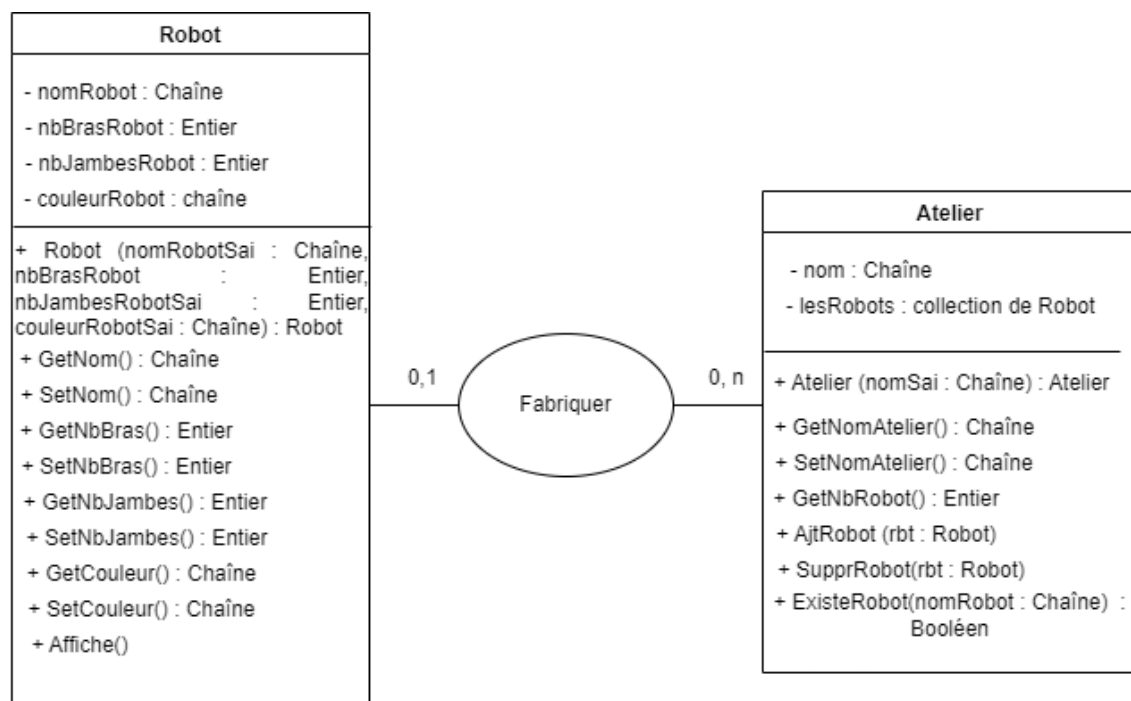 Robot
- nomRobot : Chaîne
- nbBrasRobot : Entier
- nbJambesRobot : Entier
- couleurRobot : chaîne
+ Robot (nomRobotSai : Chaîne,
nbBrasRobot : Entier,
nbJambesRobotSai : Entier,
couleurRobotSai : Chaîne) : Robot
+ GetNom() : Chaîne
+ SetNom() : Chaîne
+ GetNbBras() : Entier
+ SetNbBras() : Entier
+ GetNbJambes() : Entier
+ SetNbJambes() : Entier
+ GetCouleur() : Chaîne
+ SetCouleur() : Chaîne
+ Affiche()
0,1
Fabriquer
0, n
Atelier
- nom : Chaîne
- lesRobots : collection de Robot
+ Atelier (nomSai : Chaîne) : Atelier
+ GetNomAtelier() : Chaîne
+ SetNomAtelier() : Chaîne
+ GetNbRobot() : Entier
+ AjtRobot (rbt : Robot)
+ SupprRobot(rbt : Robot)
+ ExisteRobot(nomRobot : Chaîne) :
Booléen